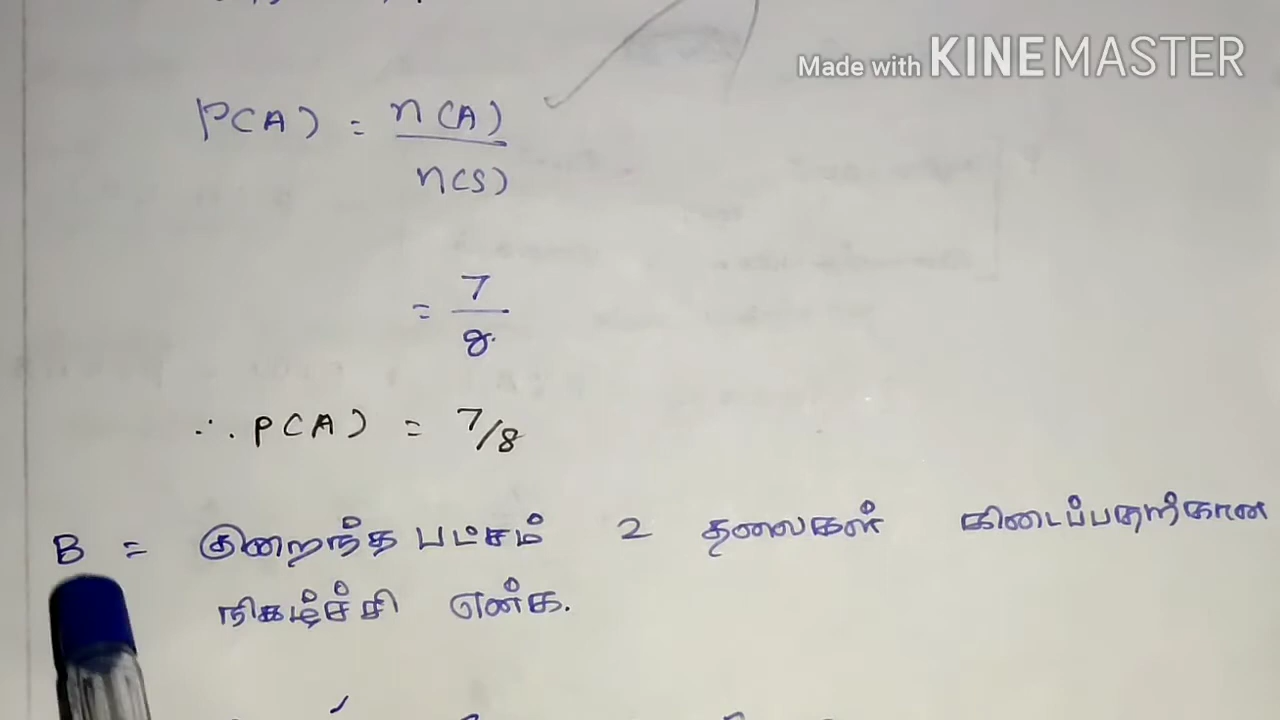 Made with KINEMASTER
P(A) = n(A)
n(S)
= 7
8
∴ P(A) = 7/8
B = குறைந்த பட்சம் 2 தலைகள் கிடைப்பதற்கான
நிகழ்ச்சி என்க.